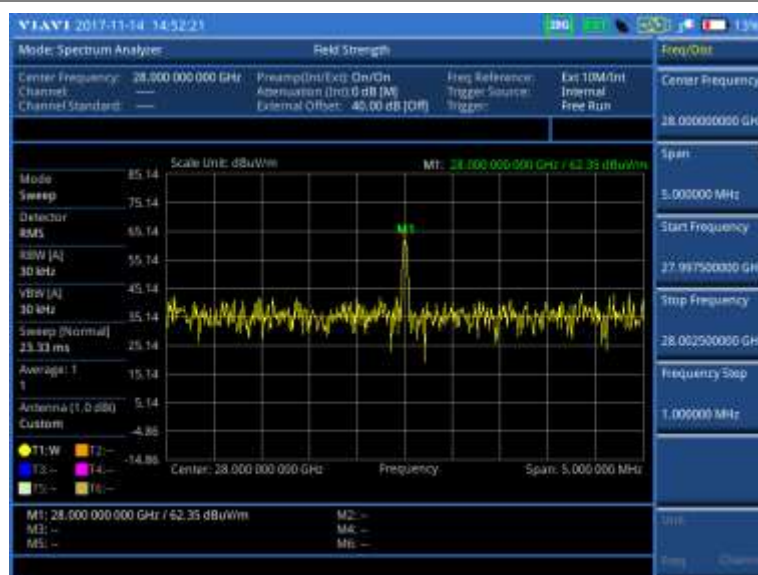 VIAVI 2017-11-14 14:52:21 13%
Mode: Spectrum Analyzer Field Strength Freq/Dist
Center Frequency: 28.000 000 000 GHz Preamp(Int/Ext): On/On Freq Reference: Ext 10M/Int
Channel: --- Attenuation (Int): 0 dB [M] Trigger Source: Internal
Channel Standard: --- External Offset: 40.00 dB [Off] Trigger: Free Run
Center Frequency
28.000000000 GH
Scale Unit: dBuV/m M1: 28.000 000 000 GHz / 62.35 dBuV/m
Span
5.000000 MHz
Start Frequency
27.997500000 GH
Stop Frequency
28.002500000 GH
Frequency Step
1.000000 MHz
Unit
Freq
Mode
Sweep
Detector
RMS
RBW [A]
30 kHz
VBW [A]
30 kHz
Sweep [Normal]
23.33 ms
Average: 1
1
Antenna (1.0 dBi)
Custom
T1:W T2:--
T3:-- T4:--
T5:-- T6:--
85.14
75.14
65.14
55.14
45.14
35.14
25.14
15.14
5.14
-4.86
-14.86
M1
Center: 28.000 000 000 GHz Frequency Span: 5.000 000 MHz
M1: 28.000 000 000 GHz / 62.35 dBuV/m M2: --
M3: -- M4: --
M5: -- M6: --